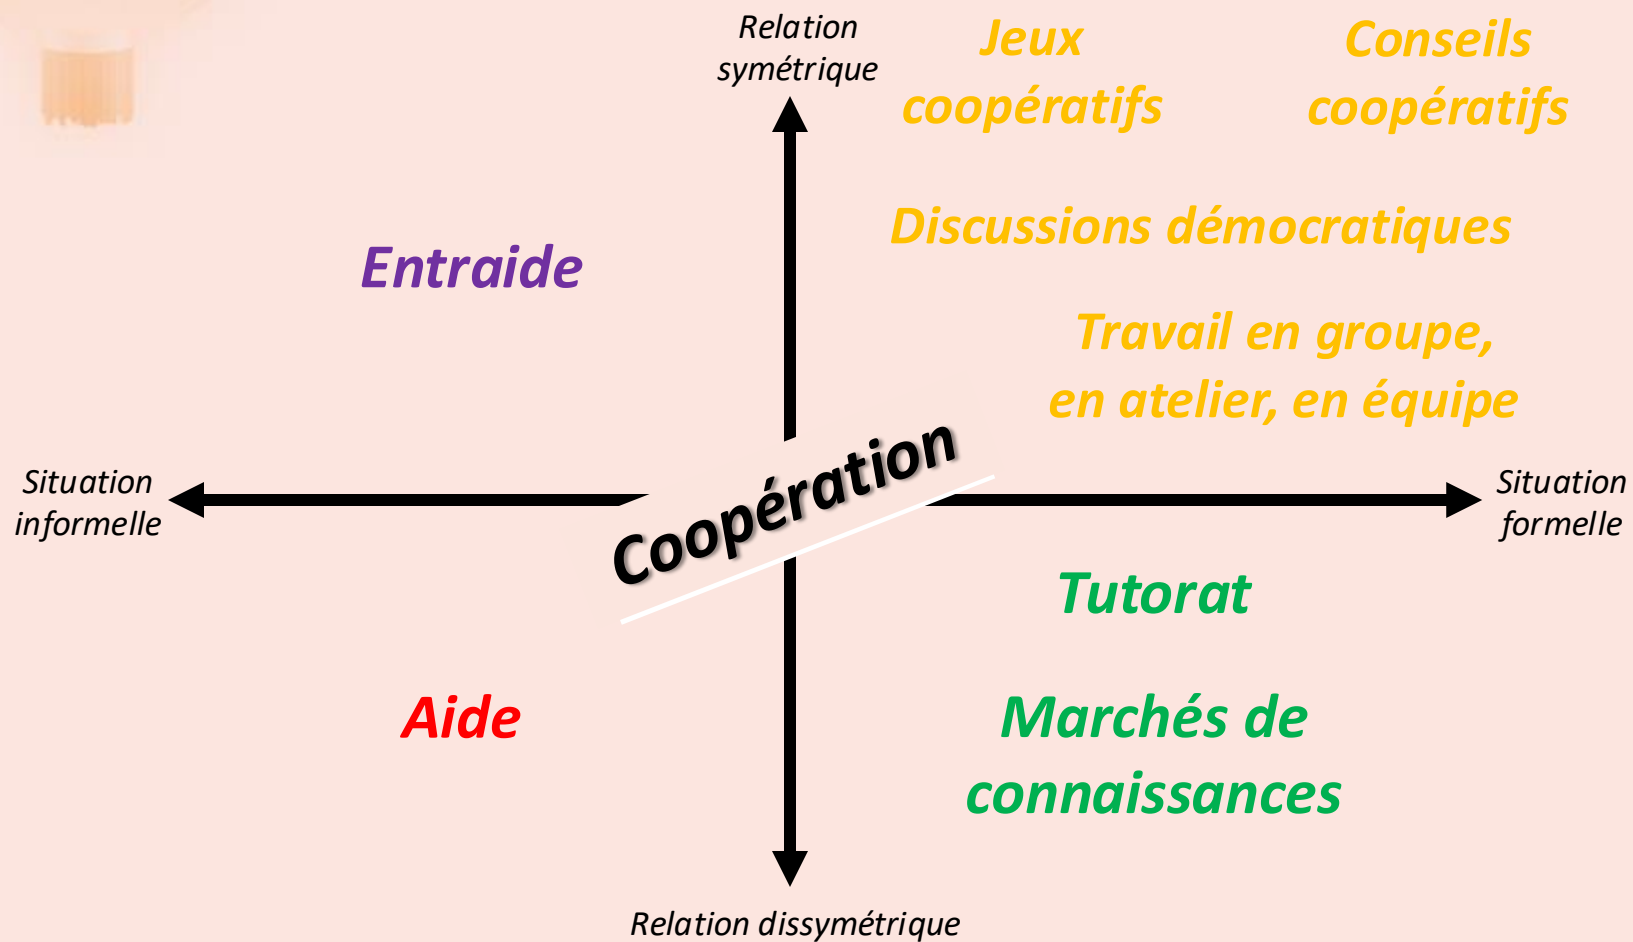 Relation
symétrique
Jeux
coopératifs
Conseils
coopératifs
Discussions démocratiques
Entraide
Travail en groupe,
en atelier, en équipe
Situation
informelle
Coopération
Situation
formelle
Tutorat
Aide
Marchés de
connaissances
Relation dissymétrique